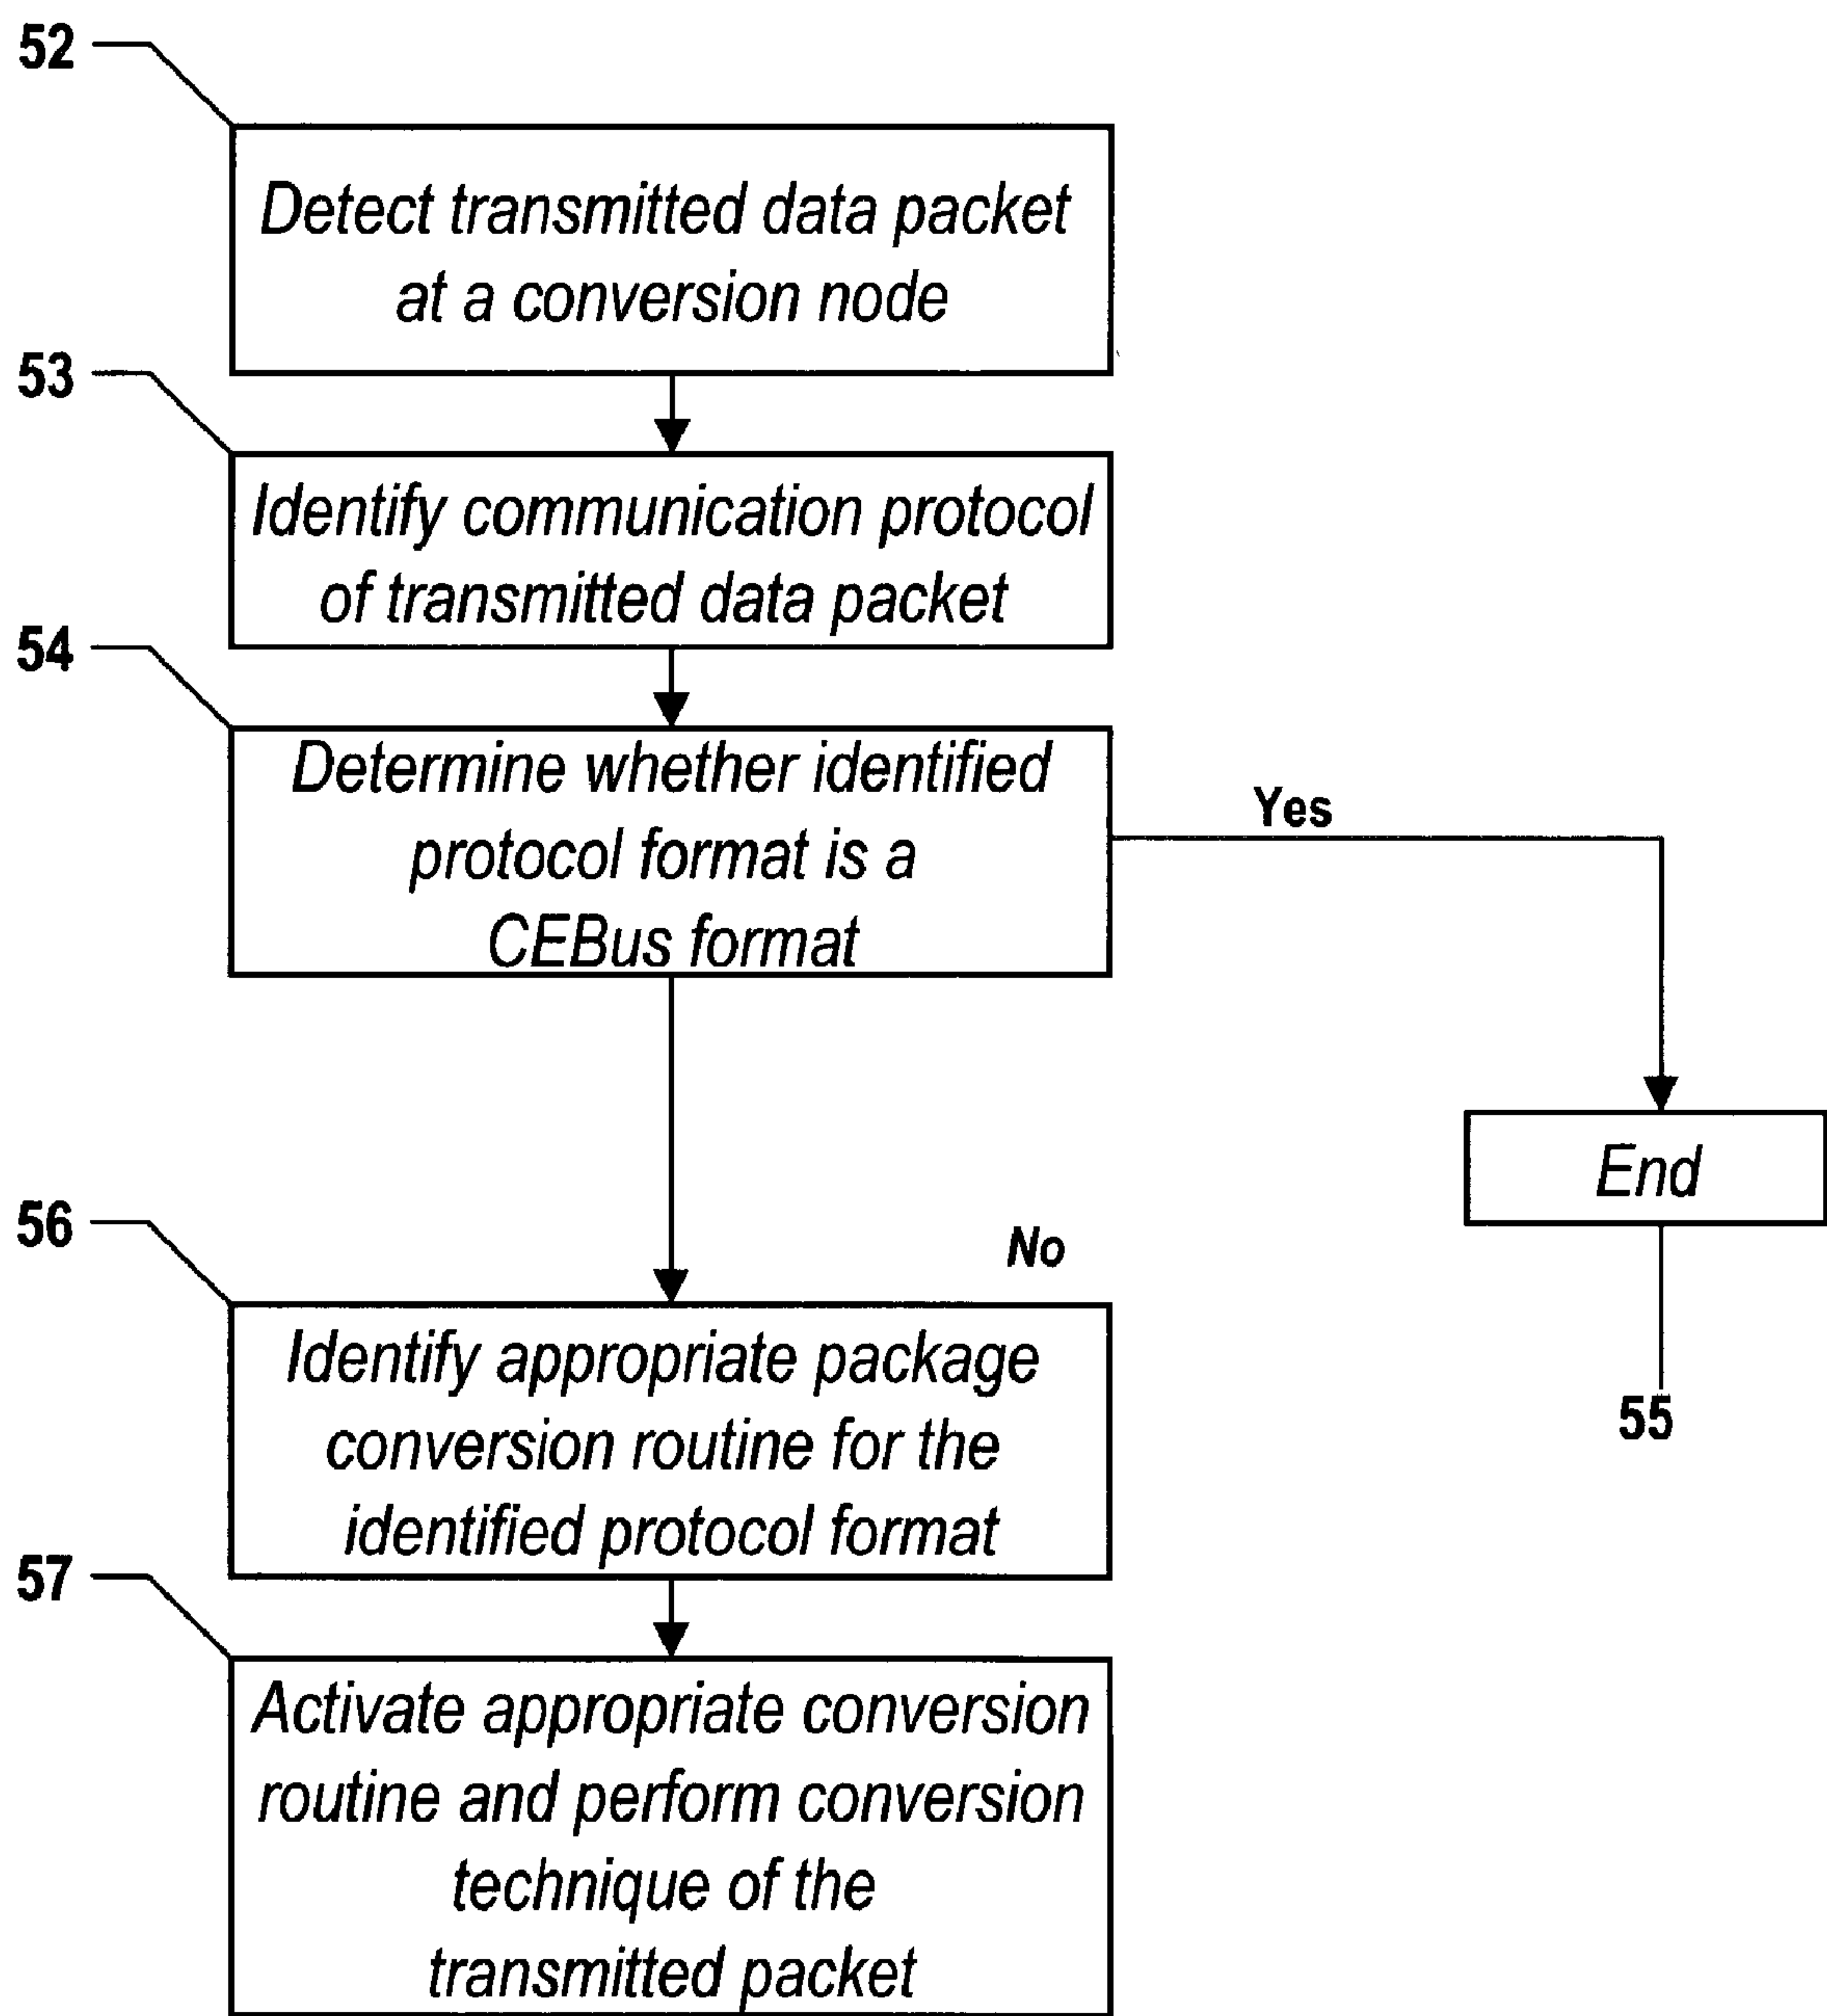 52
Detect transmitted data packet
at a conversion node
53
Identify communication protocol
of transmitted data packet
54
Determine whether identified
protocol format is a
CEBus format
Yes
End
55
No
56
Identify appropriate package
conversion routine for the
identified protocol format
57
Activate appropriate conversion
routine and perform conversion
technique of the
transmitted packet